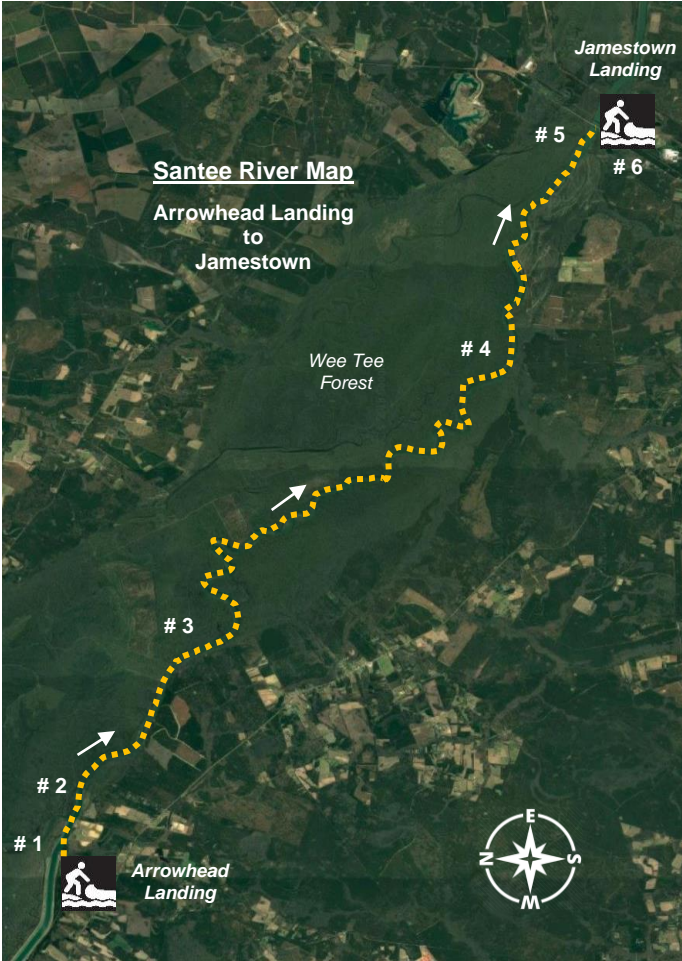 Jamestown
Landing
# 5
# 6
Santee River Map
Arrowhead Landing
to
Jamestown
# 4
Wee Tee
Forest
# 3
# 2
# 1
Arrowhead
Landing
E
N
S
W